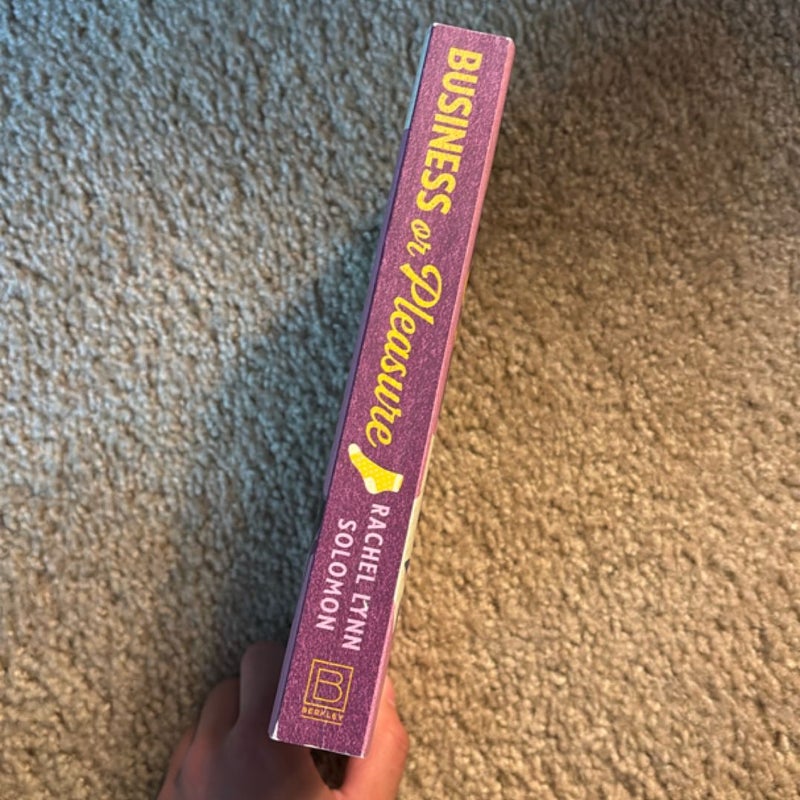 BUSINESS or Pleasure
RACHEL LYNN
SOLOMON
B
BERKLEY